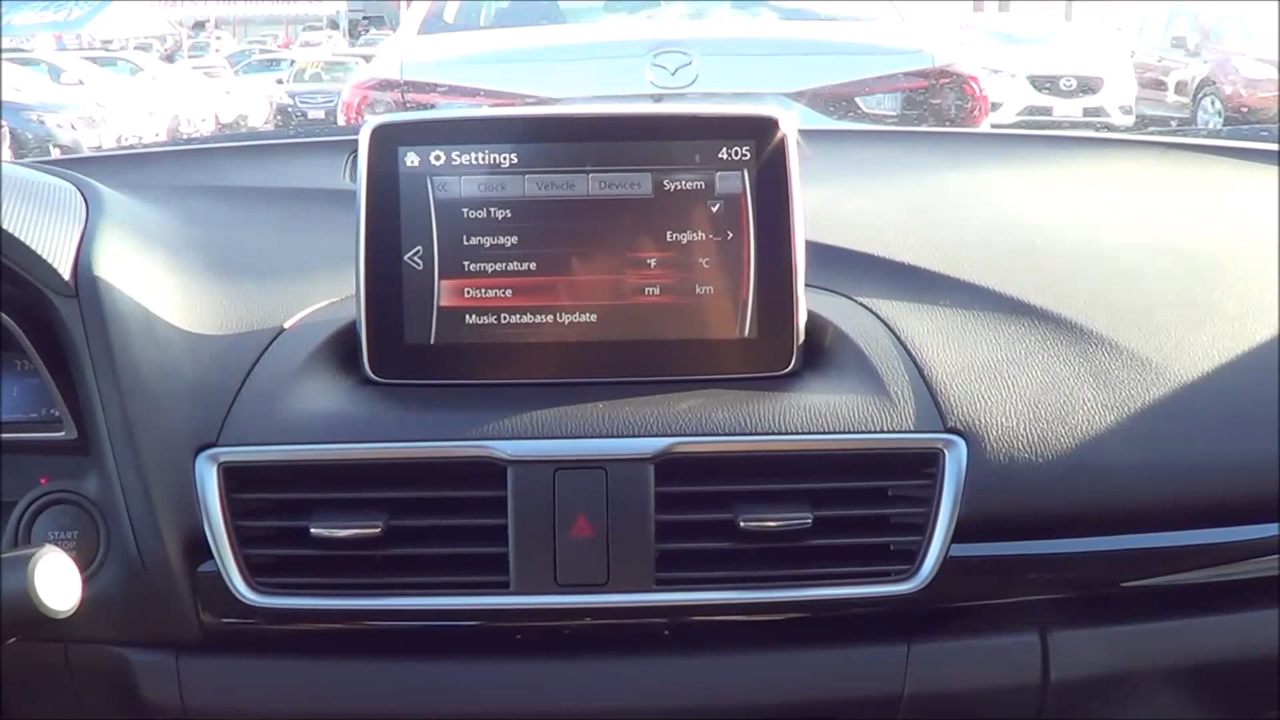 Settings 4:05
<< Clock Vehicle Devices System
Tool Tips
Language English -...
Temperature °F °C
Distance mi km
Music Database Update
START
STOP